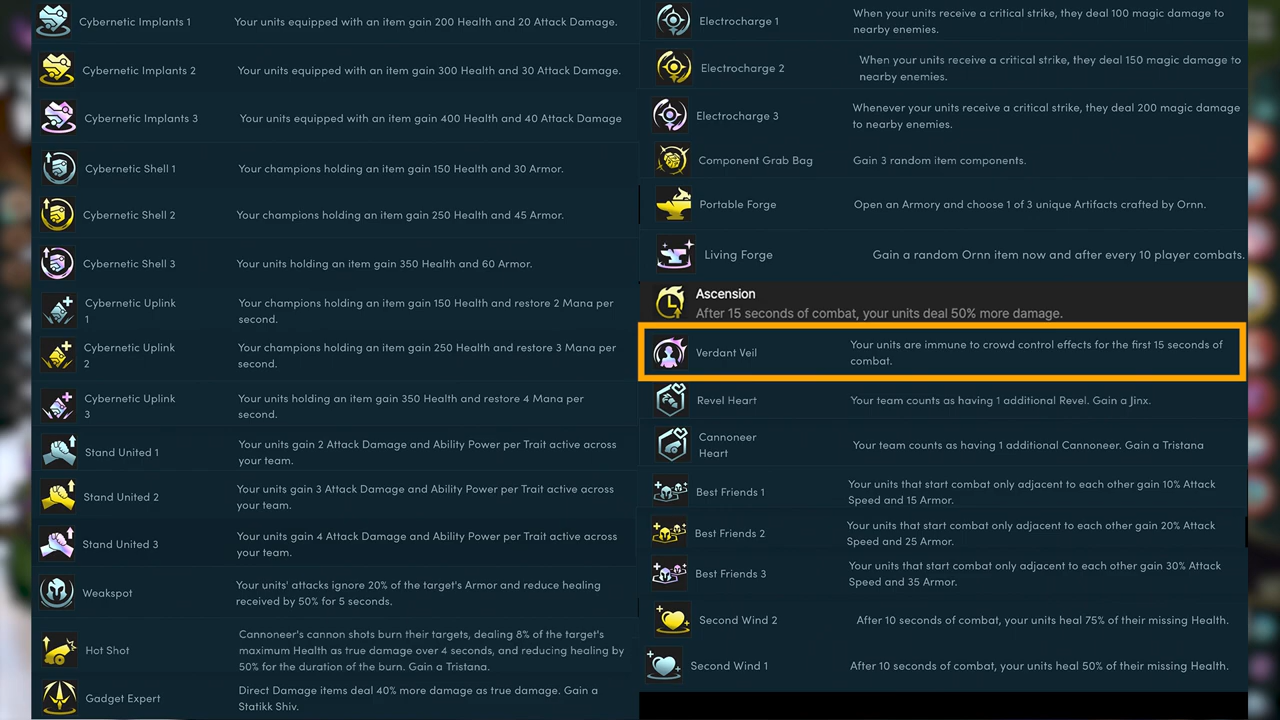 Cybernetic Implants 1
Your units equipped with an item gain 200 Health and 20 Attack Damage.
Cybernetic Implants 2
Your units equipped with an item gain 300 Health and 30 Attack Damage.
Cybernetic Implants 3
Your units equipped with an item gain 400 Health and 40 Attack Damage
Cybernetic Shell 1
Your champions holding an item gain 150 Health and 30 Armor.
Cybernetic Shell 2
Your champions holding an item gain 250 Health and 45 Armor.
Cybernetic Shell 3
Your units holding an item gain 350 Health and 60 Armor.
Cybernetic Uplink
1
Your champions holding an item gain 150 Health and restore 2 Mana per
second.
Cybernetic Uplink
2
Your champions holding an item gain 250 Health and restore 3 Mana per
second.
Cybernetic Uplink
3
Your units holding an item gain 350 Health and restore 4 Mana per
second.
Stand United 1
Your units gain 2 Attack Damage and Ability Power per Trait active across
your team.
Stand United 2
Your units gain 3 Attack Damage and Ability Power per Trait active across
your team.
Stand United 3
Your units gain 4 Attack Damage and Ability Power per Trait active across
your team.
Weakspot
Your units' attacks ignore 20% of the target's Armor and reduce healing
received by 50% for 5 seconds.
Hot Shot
Cannoneer's cannon shots burn their targets, dealing 8% of the target's
maximum Health as true damage over 4 seconds, and reducing healing by
50% for the duration of the burn. Gain a Tristana.
Gadget Expert
Direct Damage items deal 40% more damage as true damage. Gain a
Statikk Shiv.
Electrocharge 1
When your units receive a critical strike, they deal 100 magic damage to
nearby enemies.
Electrocharge 2
When your units receive a critical strike, they deal 150 magic damage to
nearby enemies.
Electrocharge 3
Whenever your units receive a critical strike, they deal 200 magic damage
to nearby enemies.
Component Grab Bag
Gain 3 random item components.
Portable Forge
Open an Armory and choose 1 of 3 unique Artifacts crafted by Ornn.
Living Forge
Gain a random Ornn item now and after every 10 player combats.
Ascension
After 15 seconds of combat, your units deal 50% more damage.
Verdant Veil
Your units are immune to crowd control effects for the first 15 seconds of
combat.
Revel Heart
Your team counts as having 1 additional Revel. Gain a Jinx.
Cannoneer
Heart
Your team counts as having 1 additional Cannoneer. Gain a Tristana
Best Friends 1
Your units that start combat only adjacent to each other gain 10% Attack
Speed and 15 Armor.
Best Friends 2
Your units that start combat only adjacent to each other gain 20% Attack
Speed and 25 Armor.
Best Friends 3
Your units that start combat only adjacent to each other gain 30% Attack
Speed and 35 Armor.
Second Wind 2
After 10 seconds of combat, your units heal 75% of their missing Health.
Second Wind 1
After 10 seconds of combat, your units heal 50% of their missing Health.